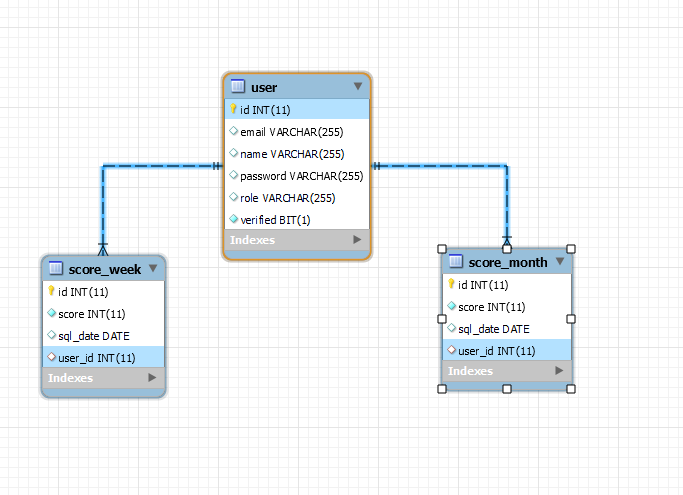 user
id INT(11)
email VARCHAR(255)
name VARCHAR(255)
password VARCHAR(255)
role VARCHAR(255)
verified BIT(1)
Indexes
score_week
id INT(11)
score INT(11)
sql_date DATE
user_id INT(11)
Indexes
score_month
id INT(11)
score INT(11)
sql_date DATE
user_id INT(11)
Indexes